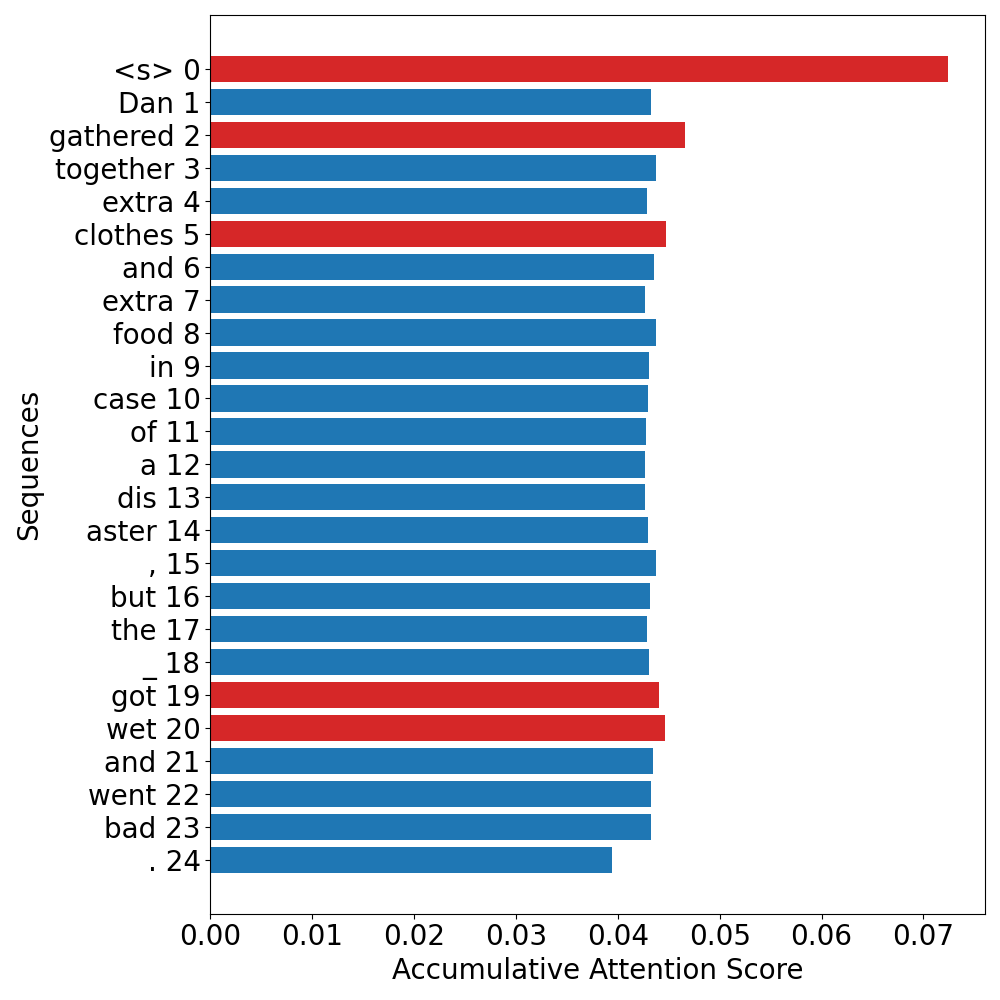 <s> 0
Dan 1
gathered 2
together 3
extra 4
clothes 5
and 6
extra 7
food 8
in 9
case 10
of 11
a 12
dis 13
aster 14
, 15
but 16
the 17
_ 18
got 19
wet 20
and 21
went 22
bad 23
. 24
Sequences
0.00 0.01 0.02 0.03 0.04 0.05 0.06 0.07
Accumulative Attention Score